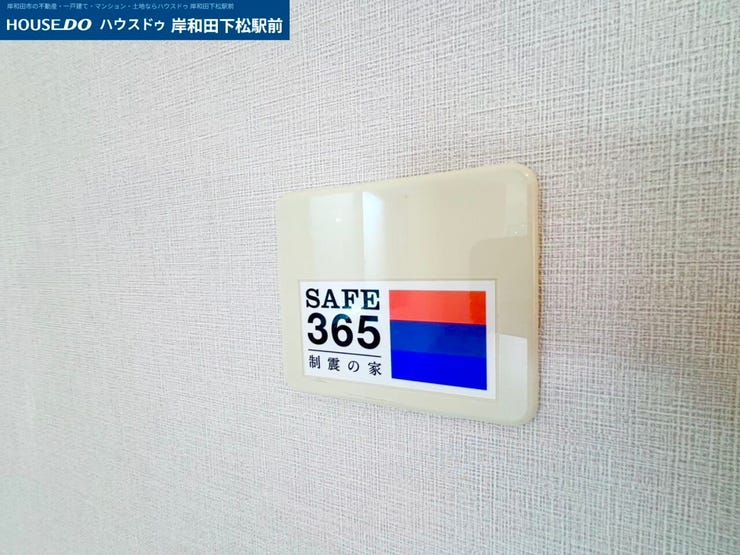 岸和田市の不動産・一戸建て・マンション・土地ならハウスドゥ 岸和田下松駅前
HOUSE DO ハウスドゥ 岸和田下松駅前
SAFE
365
制震の家